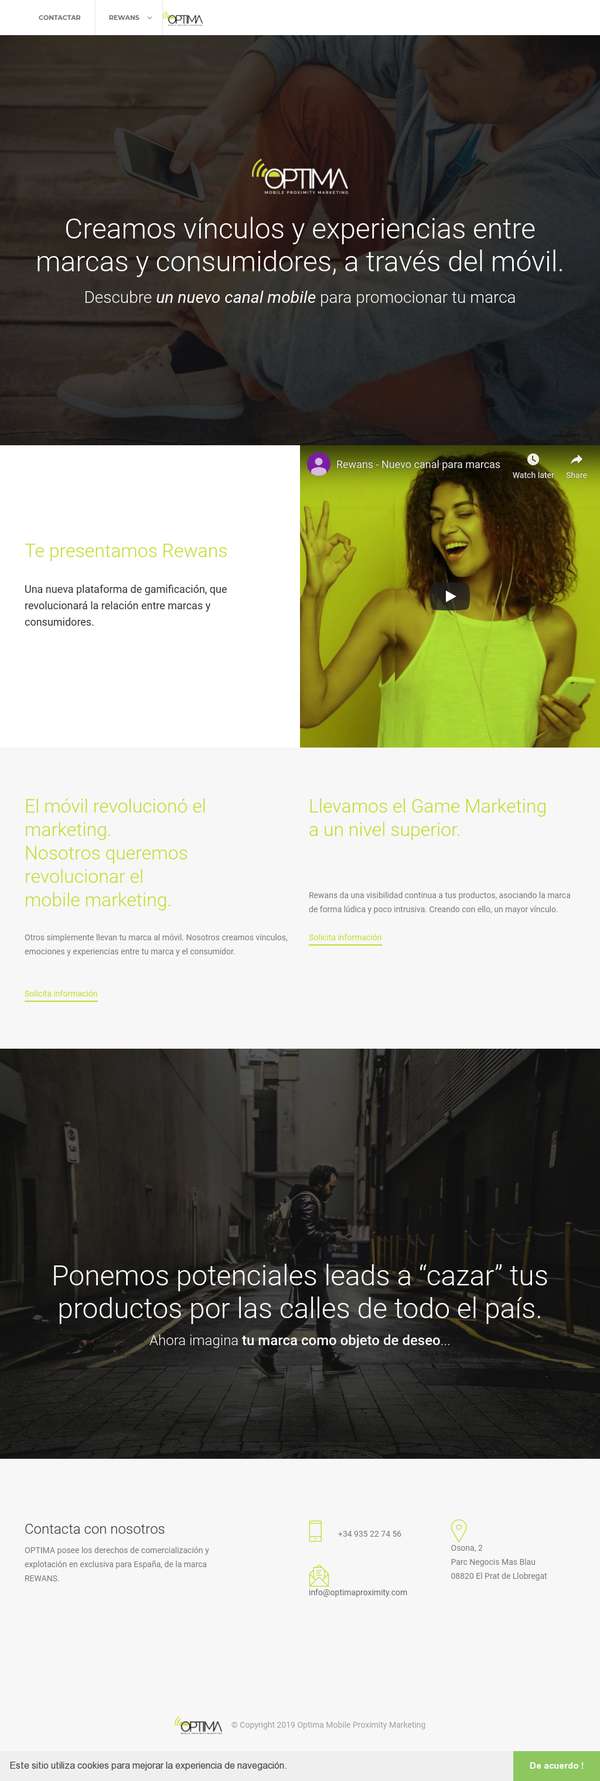 CONTACTAR
REWANS
OPTIMA
OPTIMA
MOBILE PROXIMITY MARKETING
Creamos vínculos y experiencias entre
marcas y consumidores, a través del móvil.
Descubre un nuevo canal mobile para promocionar tu marca
Rewans - Nuevo canal para marcas
Watch later
Share
Te presentamos Rewans
Una nueva plataforma de gamificación, que
revolucionará la relación entre marcas y
consumidores.
El móvil revolucionó el
marketing.
Nosotros queremos
revolucionar el
mobile marketing.
Otros simplemente llevan tu marca al móvil. Nosotros creamos vínculos,
emociones y experiencias entre tu marca y el consumidor.
Solicita información
Llevamos el Game Marketing
a un nivel superior.
Rewans da una visibilidad continua a tus productos, asociando la marca
de forma lúdica y poco intrusiva. Creando con ello, un mayor vínculo.
Solicita información
Ponemos potenciales leads a “cazar” tus
productos por las calles de todo el país.
Ahora imagina tu marca como objeto de deseo...
Contacta con nosotros
OPTIMA posee los derechos de comercialización y
explotación en exclusiva para España, de la marca
REWANS.
+34 935 22 74 56
info@optimaproximity.com
Osona, 2
Parc Negocis Mas Blau
08820 El Prat de Llobregat
OPTIMA
© Copyright 2019 Optima Mobile Proximity Marketing
Este sitio utiliza cookies para mejorar la experiencia de navegación.
De acuerdo !